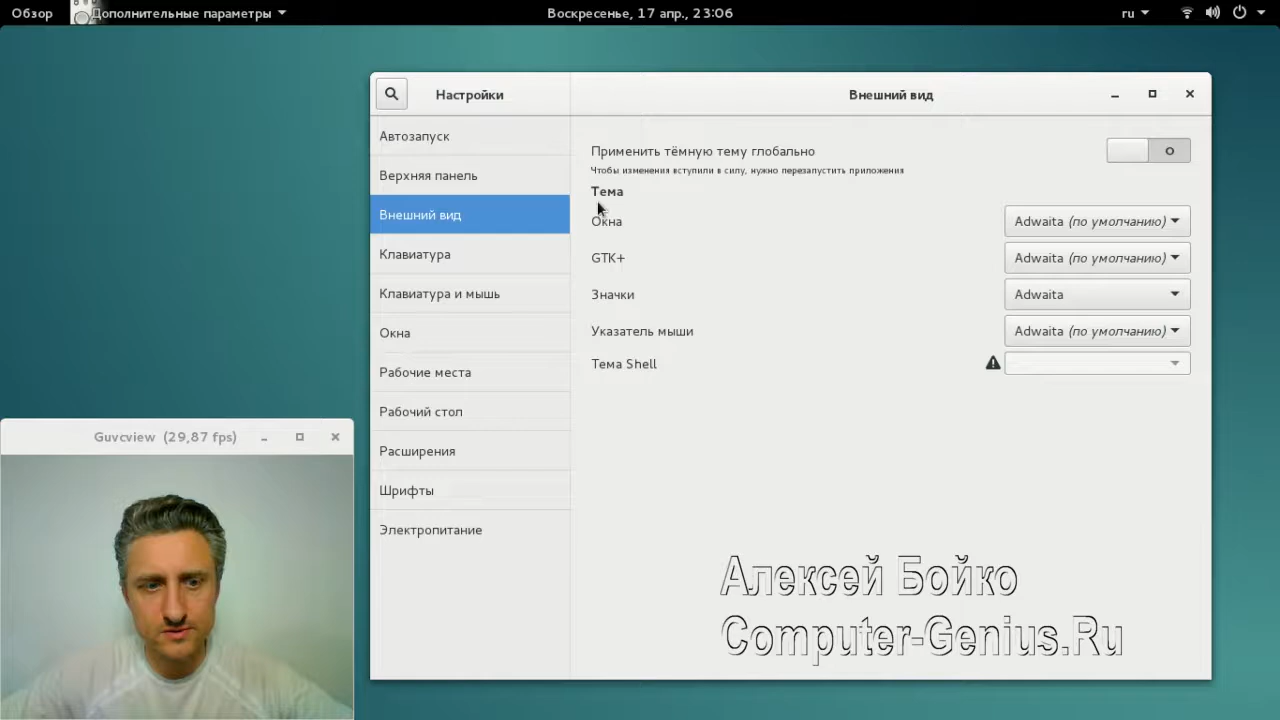 Обзор
Дополнительные параметры
Воскресенье, 17 апр., 23:06
ru
Настройки
Внешний вид
Автозапуск
Верхняя панель
Внешний вид
Клавиатура
Клавиатура и мышь
Окна
Рабочие места
Рабочий стол
Расширения
Шрифты
Электропитание
Применить тёмную тему глобально
Чтобы изменения вступили в силу, нужно перезапустить приложения
Тема
Окна
Adwaita (по умолчанию)
GTK+
Adwaita (по умолчанию)
Значки
Adwaita
Указатель мыши
Adwaita (по умолчанию)
Тема Shell
Guvcview (29,87 fps)
Алексей Бойко
Computer-Genius.Ru